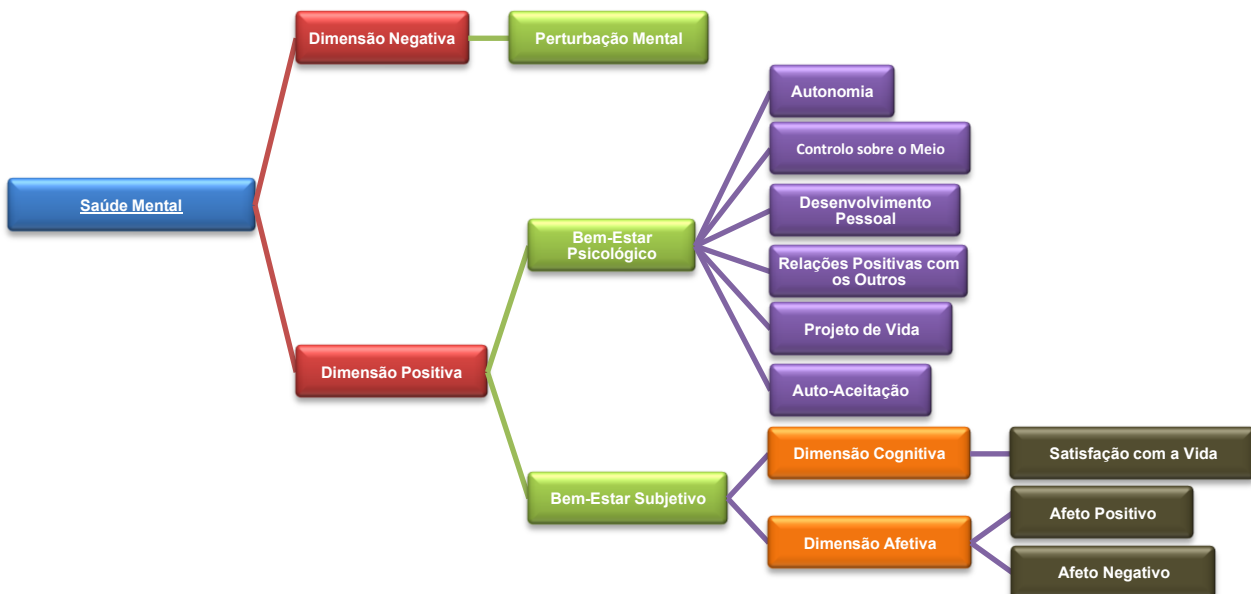 Dimensão Negativa
Perturbação Mental
Autonomia
Controlo sobre o Meio
Saúde Mental
Desenvolvimento
Pessoal
Bem-Estar
Psicológico
Relações Positivas com
os Outros
Projeto de Vida
Dimensão Positiva
Auto-Aceitação
Dimensão Cognitiva
Satisfação com a Vida
Bem-Estar Subjetivo
Afeto Positivo
Dimensão Afetiva
Afeto Negativo